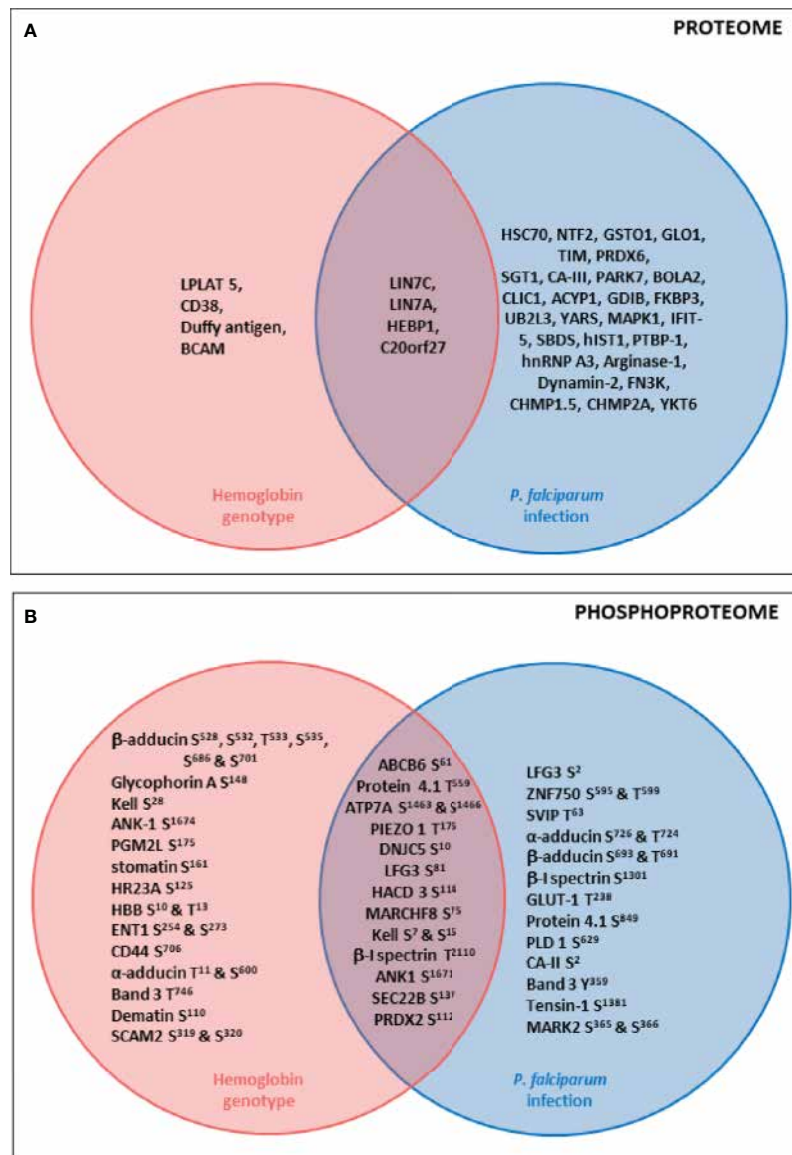 A
PROTEOME
LPLAT 5,
CD38,
Duffy antigen,
BCAM
LIN7C,
LIN7A,
HEBP1,
C20orf27
HSC70, NTF2, GSTO1, GLO1,
TIM, PRDX6,
SGT1, CA-III, PARK7, BOLA2,
CLIC1, ACYP1, GDIB, FKBP3,
UB2L3, YARS, MAPK1, IFIT-
5, SBDS, hIST1, PTBP-1,
hnRNP A3, Arginase-1,
Dynamin-2, FN3K,
CHMP1.5, CHMP2A, YKT6
Hemoglobin
genotype
P. falciparum
infection
B
PHOSPHOPROTEOME
β-adducin S528, S532, T533, S535,
S686 & S701
Glycophorin A S148
Kell S28
ANK-1 S1674
PGM2L S175
stomatin S161
HR23A S125
HBB S10 & T13
ENT1 S254 & S273
CD44 S706
α-adducin T11 & S600
Band 3 T746
Dematin S110
SCAM2 S319 & S320
ABCB6 S61
Protein 4.1 T559
ATP7A S1463 & S1466
PIEZO 1 T175
DNJC5 S10
LFG3 S81
HACD 3 S114
MARCHF8 S75
Kell S7 & S15
β-I spectrin T2110
ANK1 S1671
SEC22B
PRDX2 S112
LFG3 S2
ZNF750 S595 & T599
SVIP T63
α-adducin S726 & T724
β-adducin S693 & T691
β-I spectrin S1301
GLUT-1 T238
Protein 4.1 S849
PLD 1 S629
CA-II S2
Band 3 Y359
Tensin-1 S1381
MARK2 S365 & S366
Hemoglobin
genotype
P. falciparum
infection